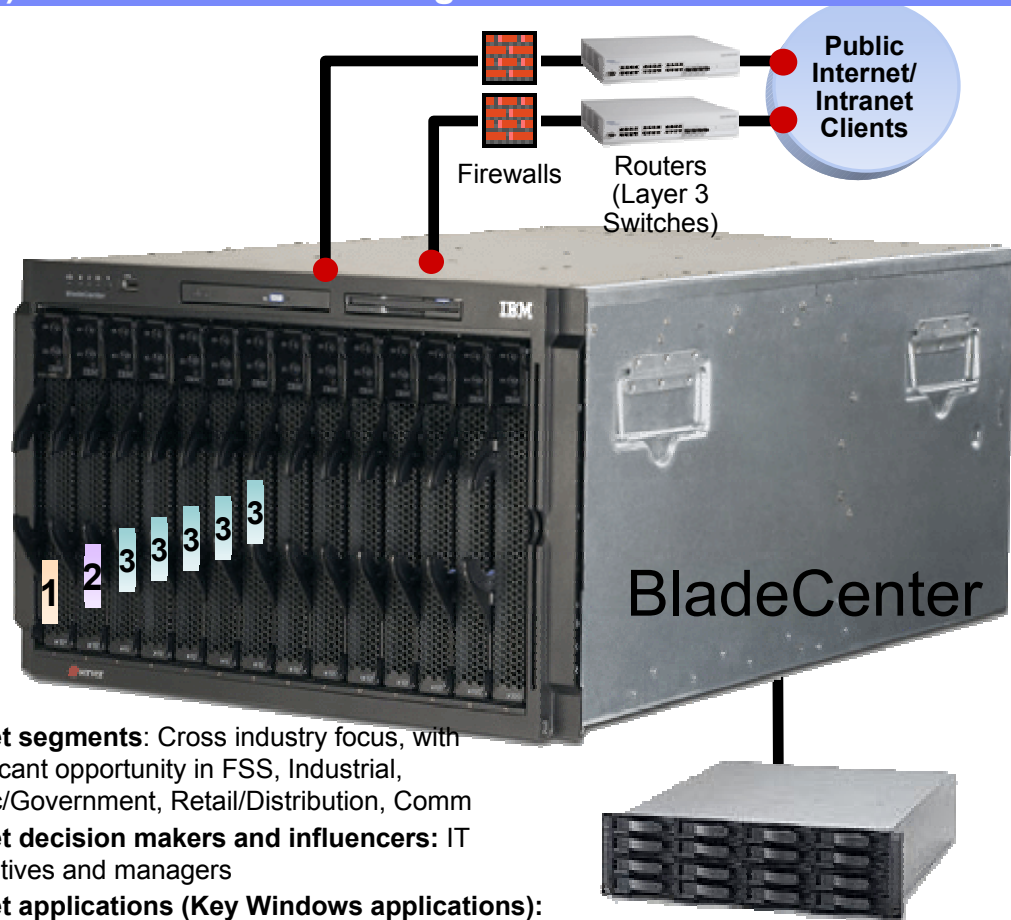 Public
Internet/
Intranet
Clients
Firewalls
Routers
(Layer 3
Switches)
BladeCenter
IBM
1
2
3
3
3
3
3
BladeCenter
et segments: Cross industry focus, with
icant opportunity in FSS, Industrial,
c/Government, Retail/Distribution, Comm
et decision makers and influencers: IT
tives and managers
et applications (Key Windows applications):